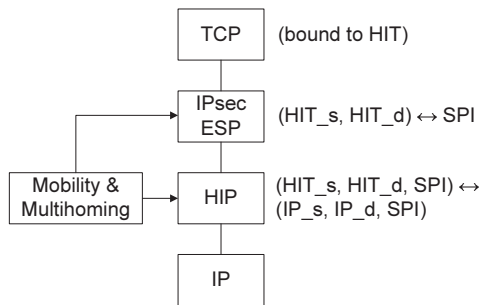 TCP (bound to HIT)
IPsec
ESP
(HIT_s, HIT_d) ↔ SPI
Mobility &
Multihoming
HIP
(HIT_s, HIT_d, SPI) ↔
(IP_s, IP_d, SPI)
IP